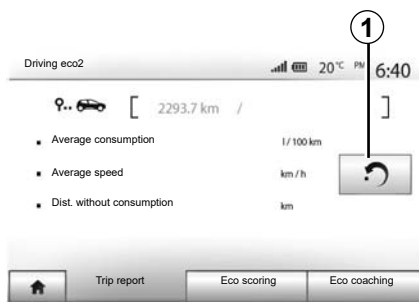 1
Driving eco2 20°C PM 6:40
[ 2293.7 km / ]
Average consumption l/100 km
Average speed km/h
Dist. without consumption km
Trip report Eco scoring Eco coaching